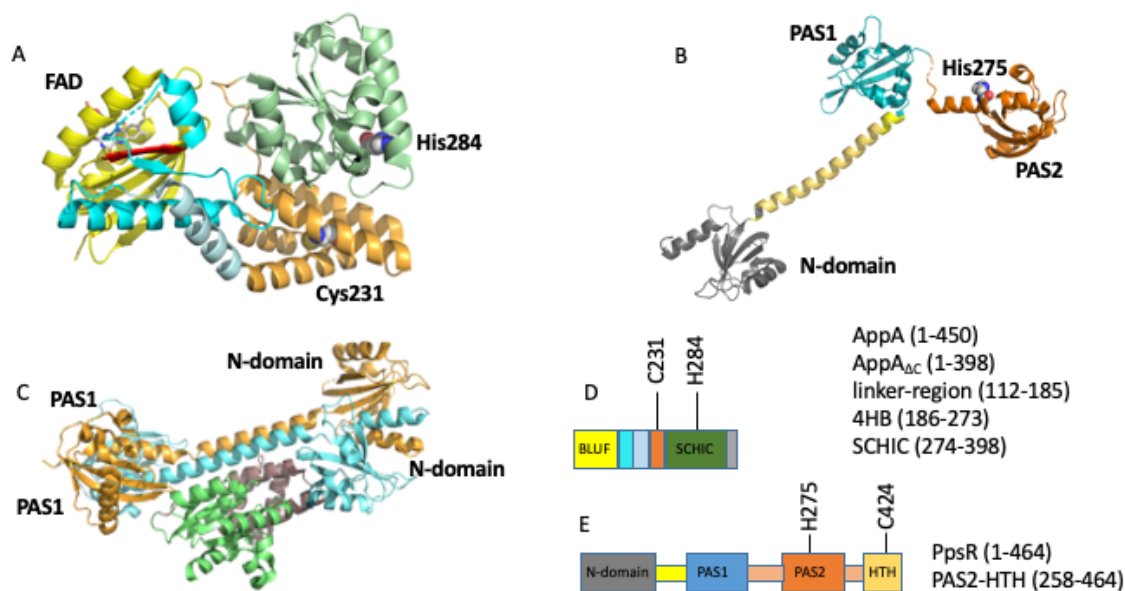 A
FAD
His284
Cys231
B
PAS1
His275
PAS2
N-domain
C
N-domain
PAS1
N-domain
PAS1
D
C231
H284
BLUF
SCHIC
AppA (1-450)
AppAΔC (1-398)
linker-region (112-185)
4HB (186-273)
SCHIC (274-398)
E
H275
C424
N-domain
PAS1
PAS2
HTH
PpsR (1-464)
PAS2-HTH (258-464)